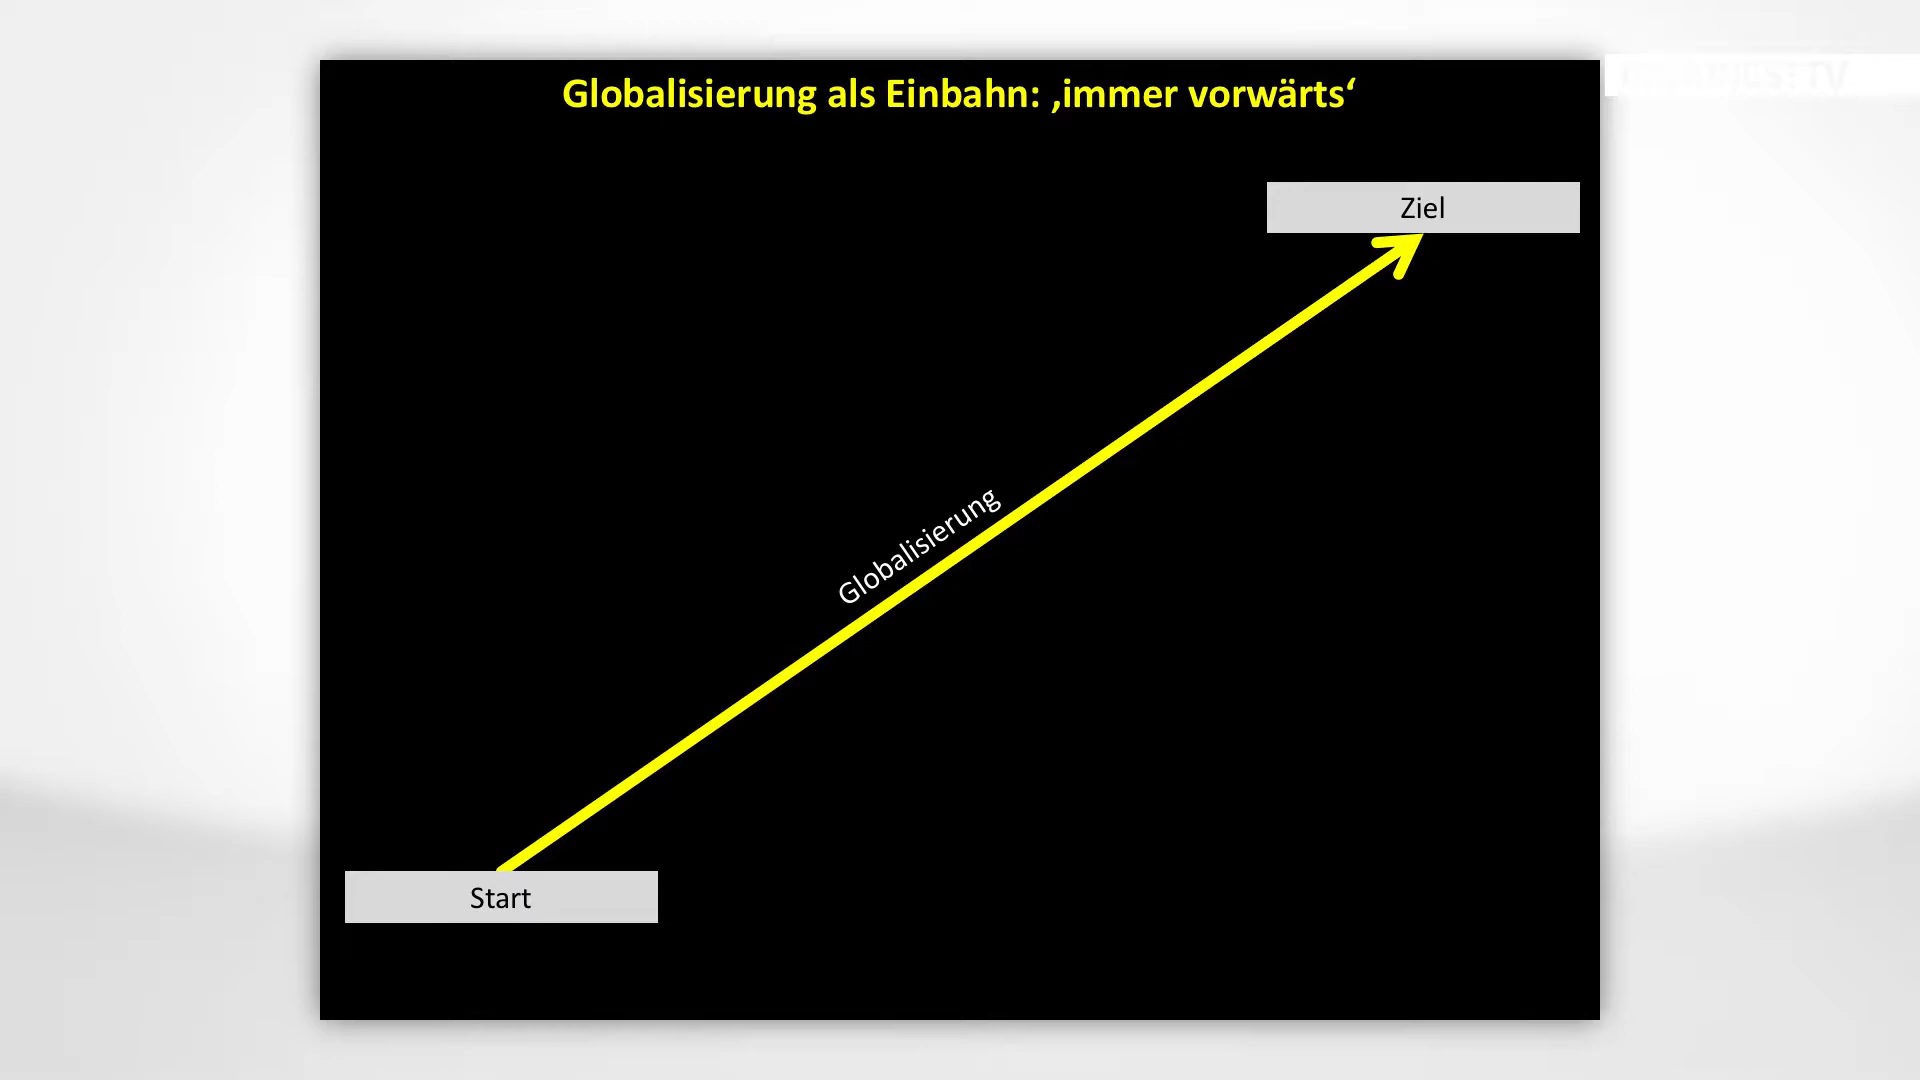 Globalisierung als Einbahn: ‚immer vorwärts‘
Ziel
Globalisierung
Start